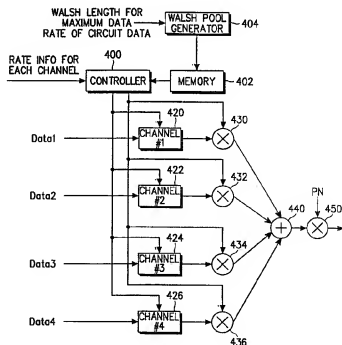 WALSH LENGTH FOR
MAXIMUM DATA
RATE OF CIRCUIT DATA
WALSH POOL
GENERATOR
404
RATE INFO FOR
EACH CHANNEL
400
CONTROLLER
MEMORY
402
420
430
Data1
CHANNEL
#1
422
432
Data2
CHANNEL
#2
PN
440
450
424
434
Data3
CHANNEL
#3
426
Data4
CHANNEL
#4
436